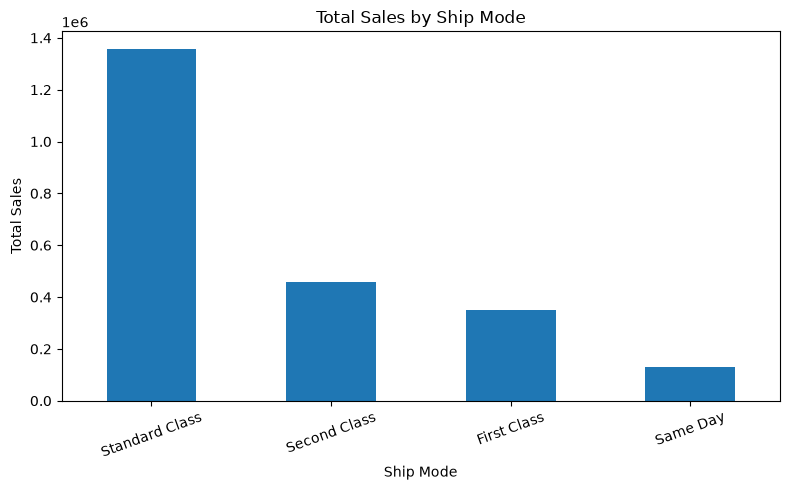 Total Sales by Ship Mode
1e6
1.4
1.2
1.0
0.8
0.6
0.4
0.2
0.0
Total Sales
Standard Class
Second Class
First Class
Same Day
Ship Mode